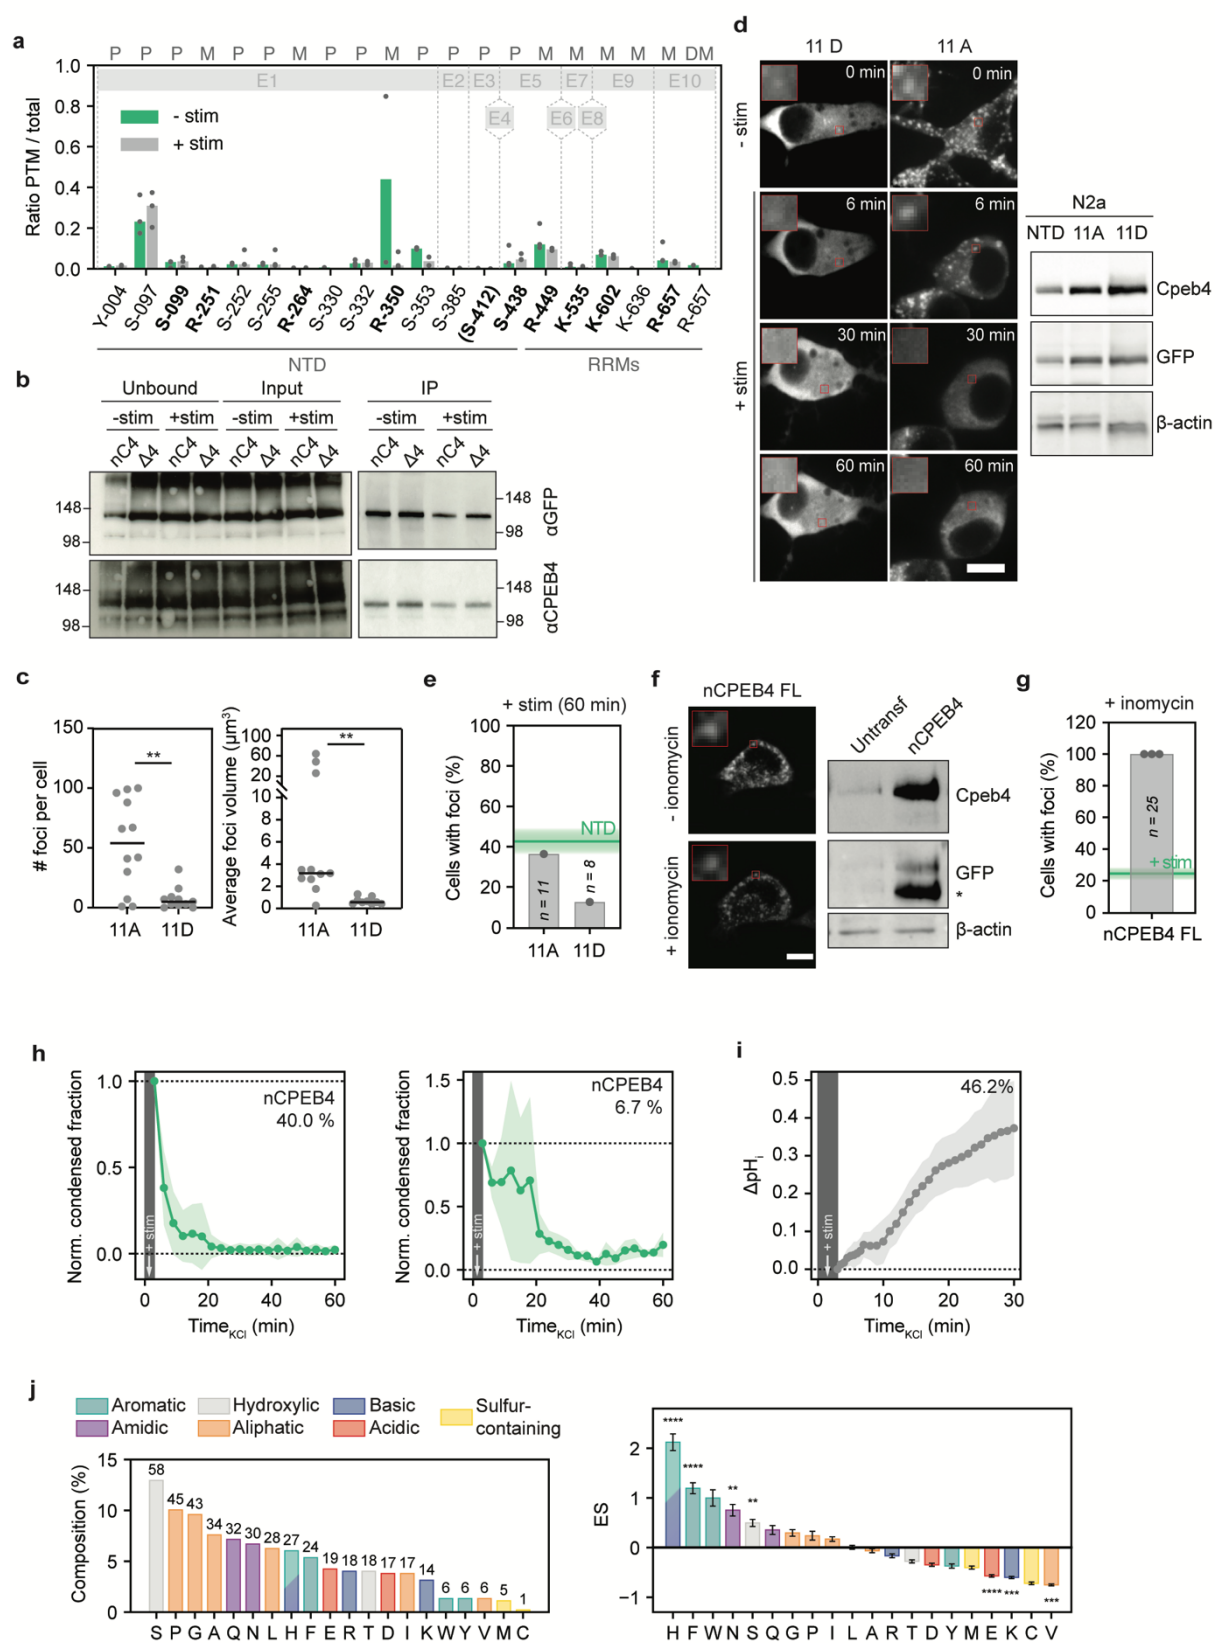 a
P P P M P P M P P M P P P P M M M M M DM
1.0
0.8
0.6
0.4
0.2
0.0
Ratio PTM / total
E1 E2 E3 E5 E7 E9 E10
E4 E6 E8
- stim
+ stim
Y-004 S-097 S-099 R-251 S-252 S-255 R-264 S-330 S-332 R-350 S-353 S-385 (S-412) S-438 R-449 K-535 K-602 K-636 R-657 R-657
NTD RRMs
b
Unbound Input IP
-stim +stim -stim +stim -stim +stim
nC4 Δ4 nC4 Δ4 nC4 Δ4 nC4 Δ4 nC4 Δ4 nC4 Δ4
148
98
148
98
αGFP
148
98
148
98
αCPEB4
c
# foci per cell
150
100
50
0
**
11A 11D
Average foci volume (µm³)
100
60
20
10
8
6
4
2
0
**
11A 11D
d
11 D 11 A
- stim
0 min 0 min
+ stim
6 min 6 min
30 min 30 min
60 min 60 min
N2a
NTD 11A 11D
Cpeb4
GFP
β-actin
e
+ stim (60 min)
Cells with foci (%)
100
80
60
40
20
0
NTD
n = 11
n = 8
11A 11D
f
nCPEB4 FL
- ionomycin
+ ionomycin
Untransf nCPEB4
Cpeb4
GFP
*
β-actin
g
+ inomycin
Cells with foci (%)
120
100
80
60
40
20
0
n = 25
+ stim
nCPEB4 FL
h
Norm. condensed fraction
1.0
0.5
0.0
nCPEB4
40.0 %
+ stim
0 20 40 60
Time KCl (min)
Norm. condensed fraction
1.5
1.0
0.5
0.0
nCPEB4
6.7 %
+ stim
0 20 40 60
Time KCl (min)
i
ΔpHi
0.5
0.4
0.3
0.2
0.1
0.0
46.2%
+ stim
0 10 20 30
Time KCl (min)
j
Aromatic Hydroxylic Basic Sulfur-
containing
Amidic Aliphatic Acidic
Composition (%)
15
10
5
0
58 45 43 34 32 30 28 27 24 19 18 18 17 17 14 6 6 6 5 1
S P G A Q N L H F E R T D I K W Y V M C
ES
2
1
0
−1
**** **** ** ** **** *** ***
H F W N S Q G P I L A R T D Y M E K C V